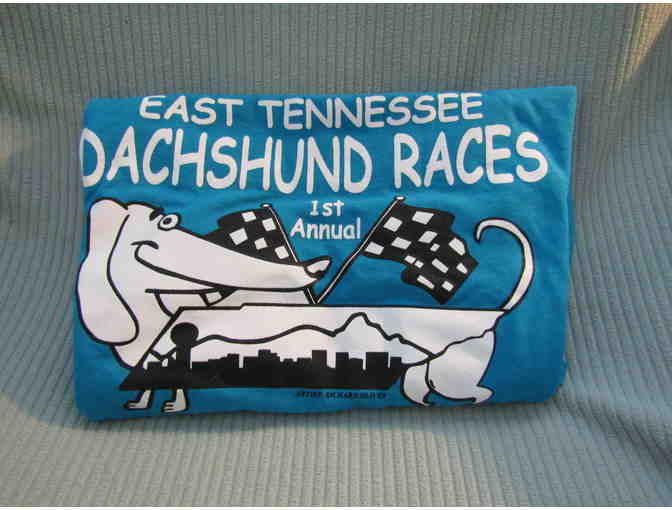 EAST TENNESSEE
DACHSHUND RACES
1st
Annual